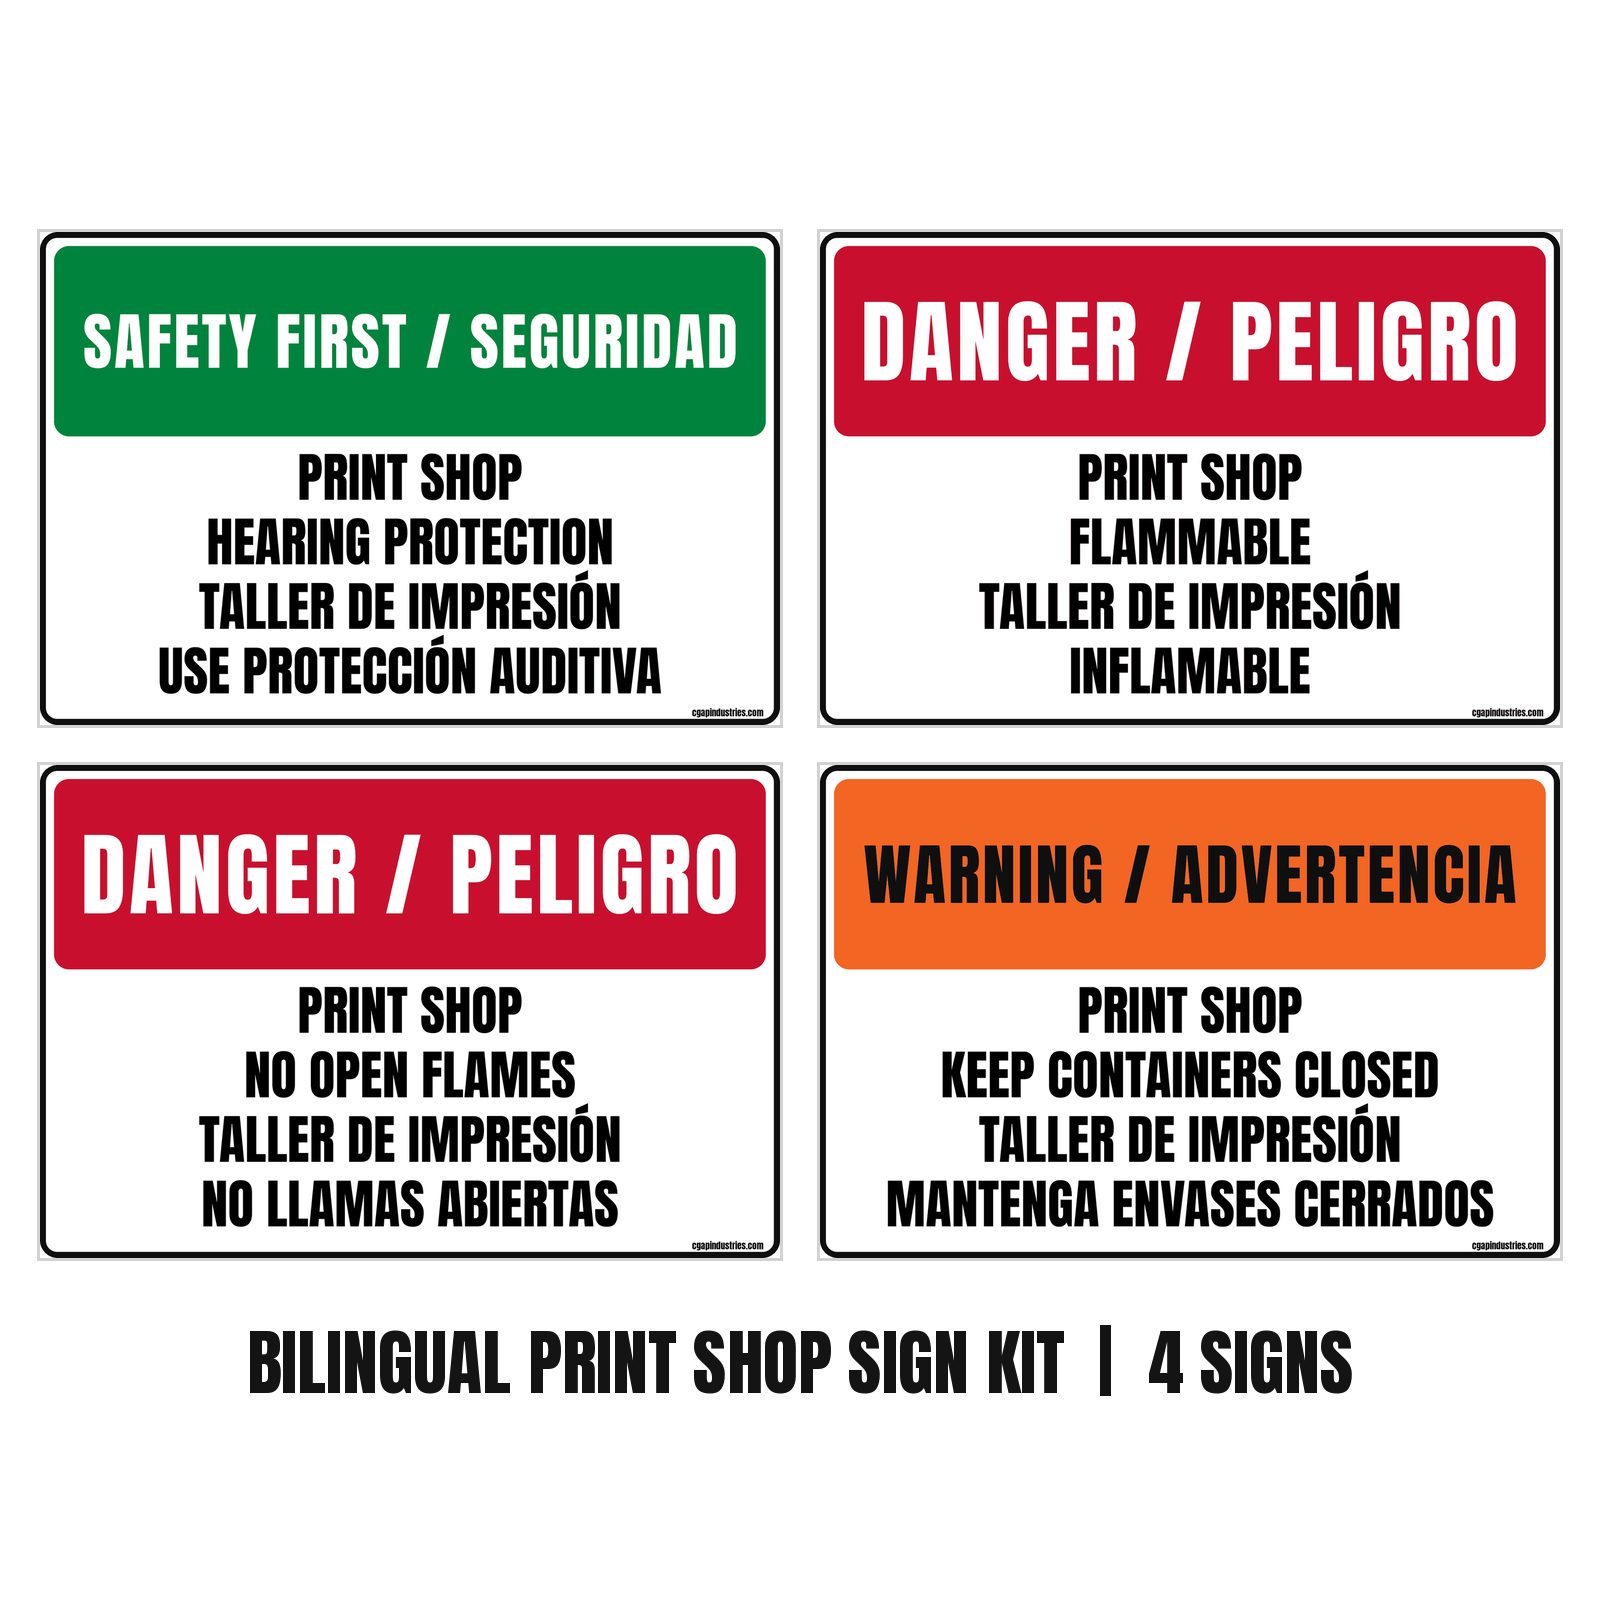 SAFETY FIRST / SEGURIDAD
PRINT SHOP
HEARING PROTECTION
TALLER DE IMPRESIÓN
USE PROTECCIÓN AUDITIVA
cgapindustries.com
DANGER / PELIGRO
PRINT SHOP
FLAMMABLE
TALLER DE IMPRESIÓN
INFLAMABLE
cgapindustries.com
DANGER / PELIGRO
PRINT SHOP
NO OPEN FLAMES
TALLER DE IMPRESIÓN
NO LLAMAS ABIERTAS
cgapindustries.com
WARNING / ADVERTENCIA
PRINT SHOP
KEEP CONTAINERS CLOSED
TALLER DE IMPRESIÓN
MANTENGA ENVASES CERRADOS
cgapindustries.com
BILINGUAL PRINT SHOP SIGN KIT | 4 SIGNS